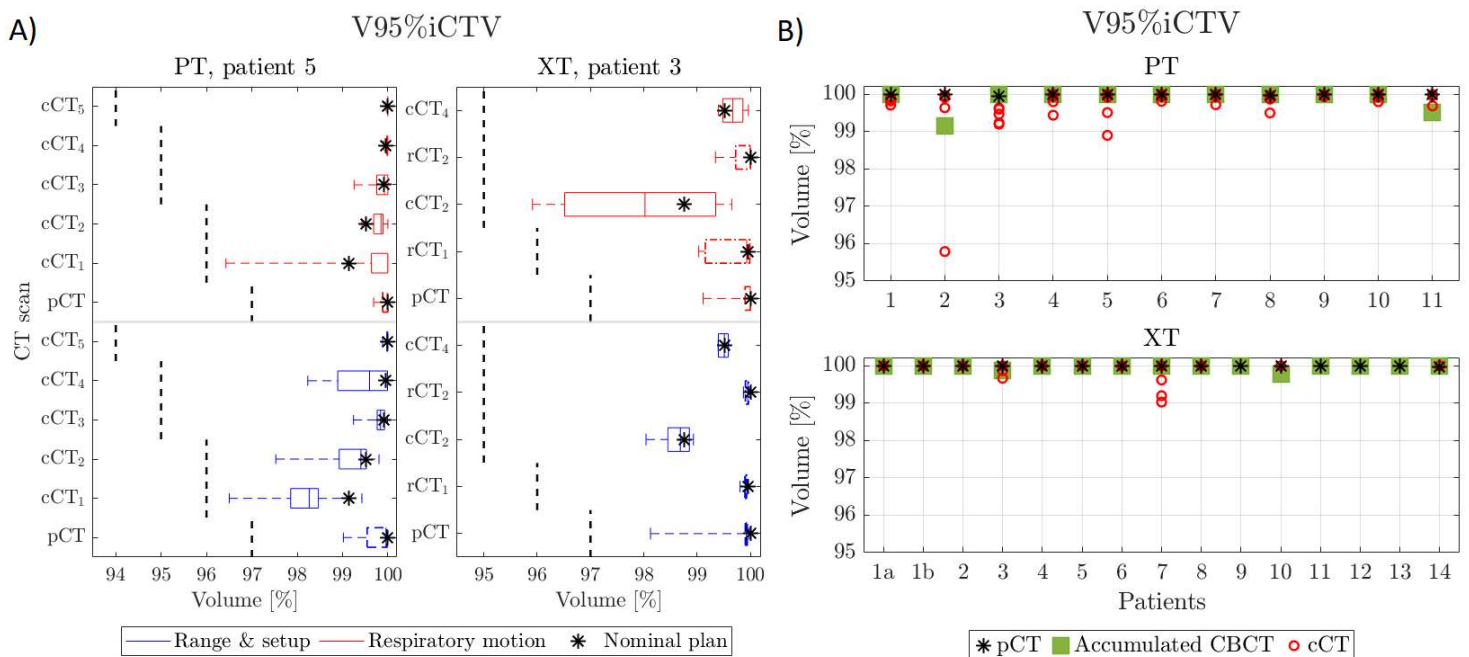 A)
V95%iCTV
PT, patient 5
XT, patient 3
CT scan
cCT5
cCT4
cCT3
cCT2
cCT1
pCT
cCT5
cCT4
cCT3
cCT2
cCT1
pCT
94 95 96 97 98 99 100
Volume [%]
cCT4
rCT2
cCT2
rCT1
pCT
cCT4
rCT2
cCT2
rCT1
pCT
95 96 97 98 99 100
Volume [%]
Range & setup Respiratory motion Nominal plan
B)
V95%iCTV
PT
Volume [%]
100
99
98
97
96
95
1 2 3 4 5 6 7 8 9 10 11
XT
Volume [%]
100
99
98
97
96
95
1a 1b 2 3 4 5 6 7 8 9 10 11 12 13 14
Patients
pCT Accumulated CBCT cCT